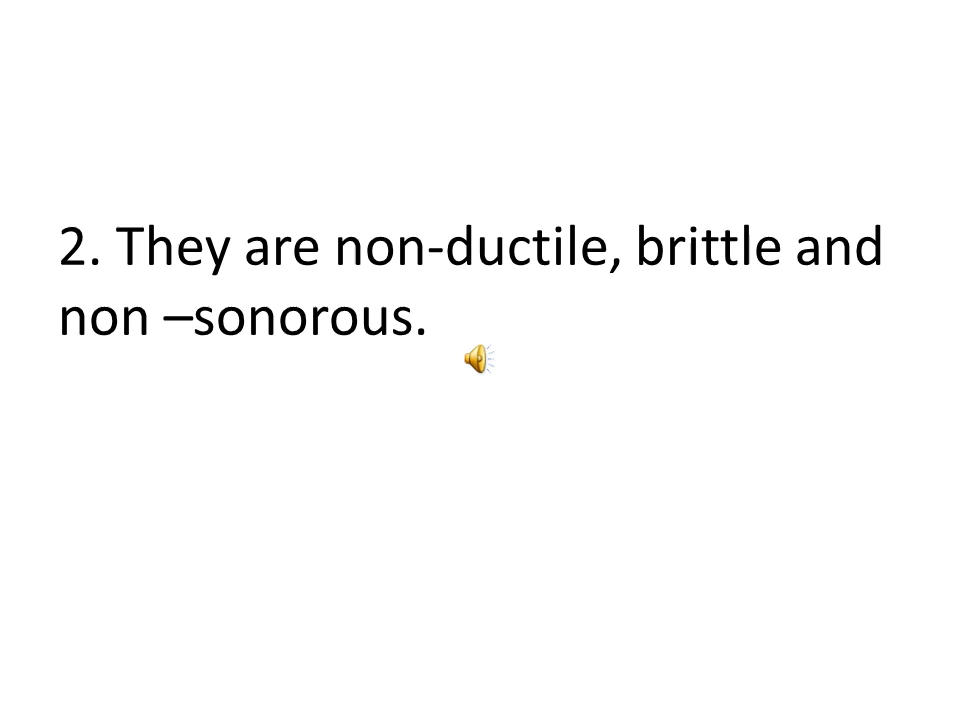 2. They are non-ductile, brittle and
non –sonorous.